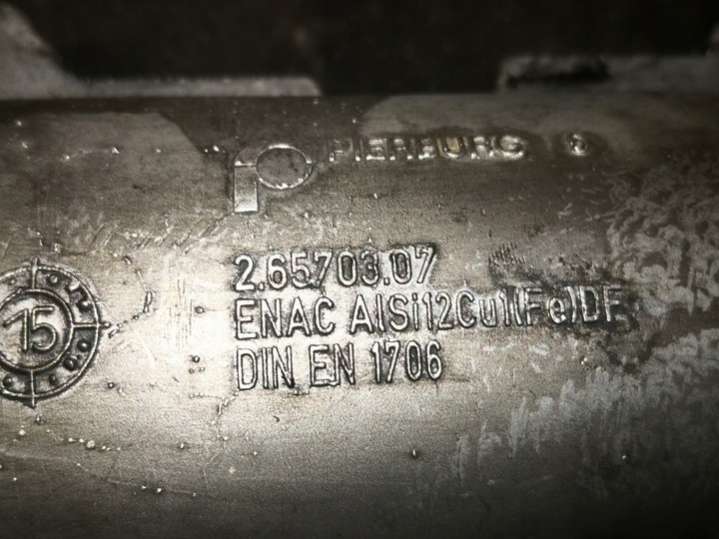 PIERBURG
2.65703.07
ENAC AlSi12Cu1(Fe)DF
DIN EN 1706
15